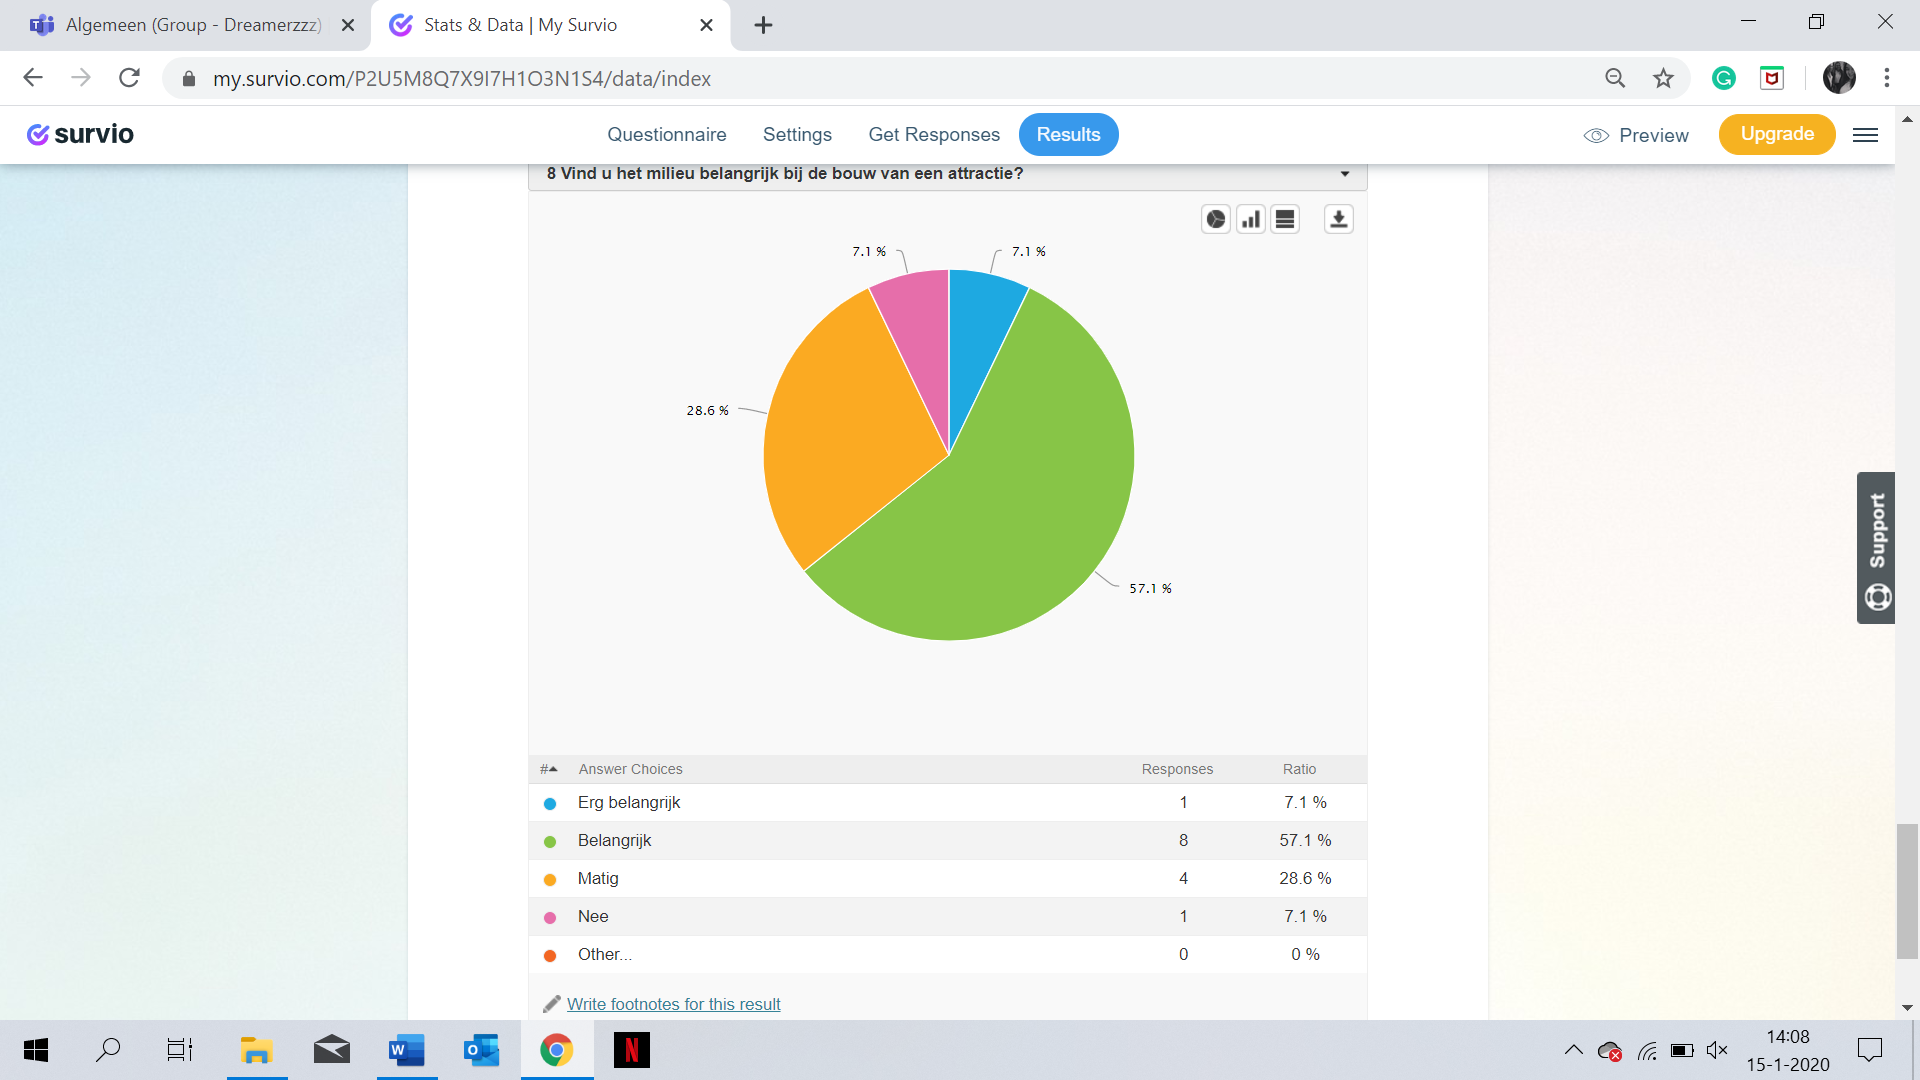 Algemeen (Group - Dreamerzzz)
Stats & Data | My Survio
my.survio.com/P2U5M8Q7X9I7H1O3N1S4/data/index
survio
Questionnaire
Settings
Get Responses
Results
Preview
Upgrade
8 Vind u het milieu belangrijk bij de bouw van een attractie?
7.1 %
7.1 %
28.6 %
57.1 %
Support
# Answer Choices Responses Ratio
Erg belangrijk 1 7.1 %
Belangrijk 8 57.1 %
Matig 4 28.6 %
Nee 1 7.1 %
Other... 0 0 %
Write footnotes for this result
W
O
N
14:08
15-1-2020